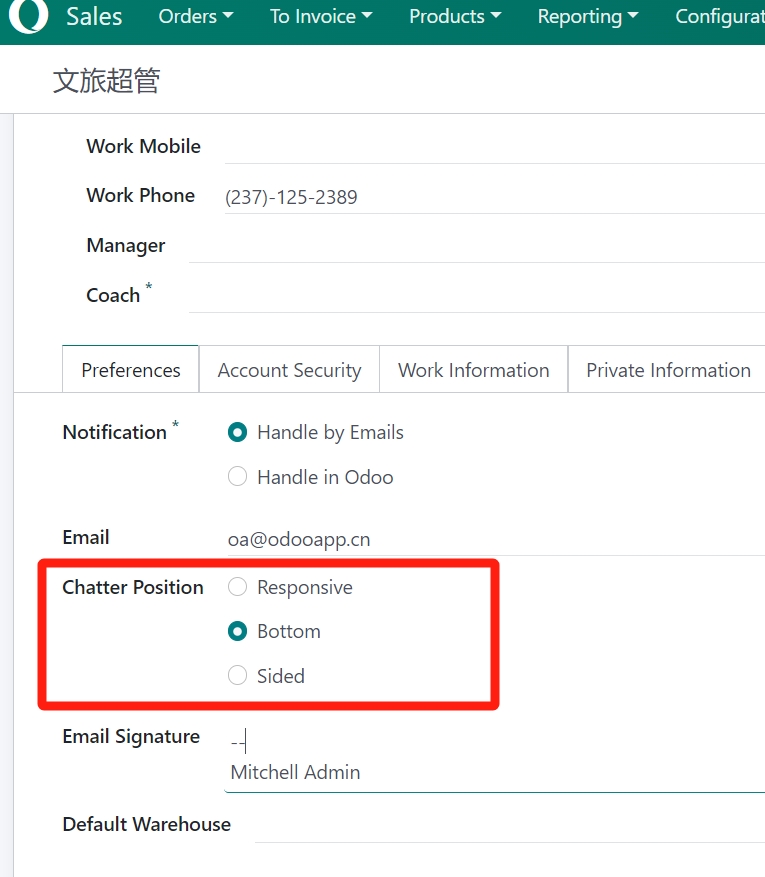 Sales Orders To Invoice Products Reporting Configurat
文旅超管
Work Mobile
Work Phone (237)-125-2389
Manager
Coach *
Preferences Account Security Work Information Private Information
Notification * Handle by Emails
Handle in Odoo
Email oa@odooapp.cn
Chatter Position Responsive
Bottom
Sided
Email Signature --
Mitchell Admin
Default Warehouse